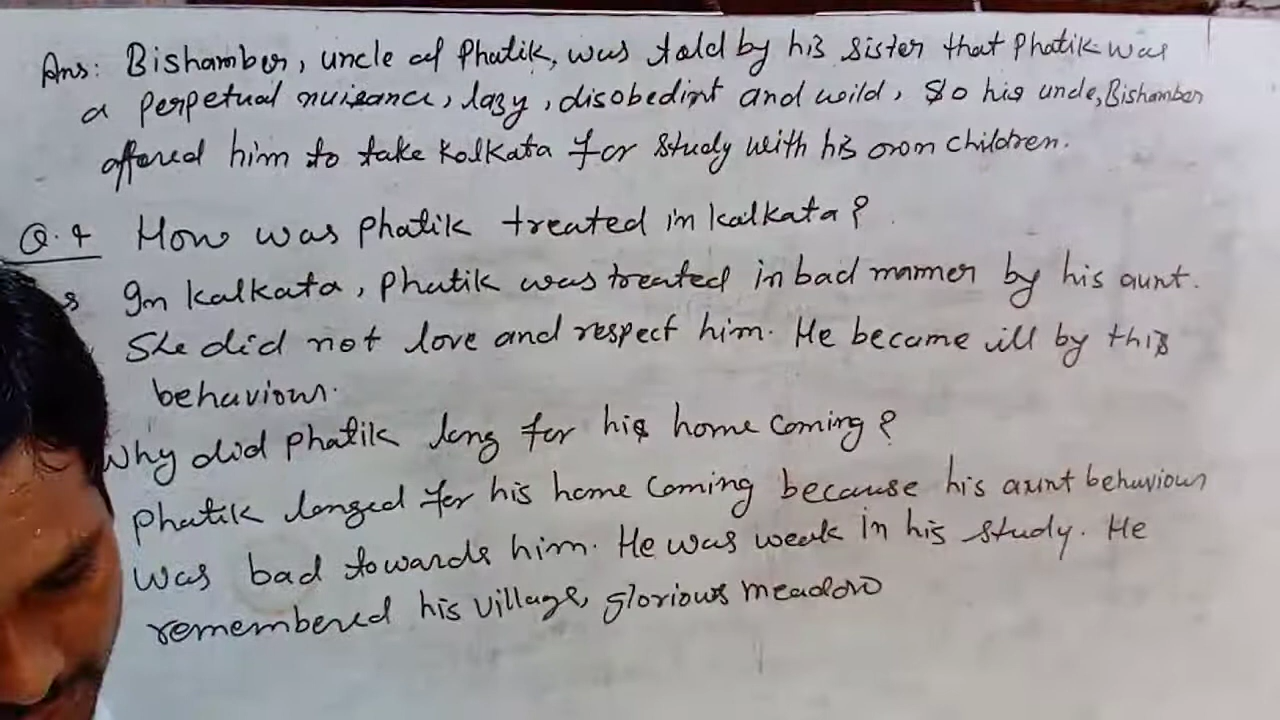 Ans: Bishamber, uncle of Phatik, was told by his sister that Phatik was
a perpetual nuisance, lazy, disobedint and wild, So his uncle, Bishamber
offered him to take Kolkata for study with his own children.
Q.4 How was phatik treated in kalkata?
s In kalkata, phatik was treated in bad manner by his aunt.
She did not love and respect him. He became ill by this
behaviour.
Why did phatik long for his home coming?
phatik longed for his home coming because his aunt behaviour
was bad towards him. He was weak in his study. He
remembered his village, glorious meadow